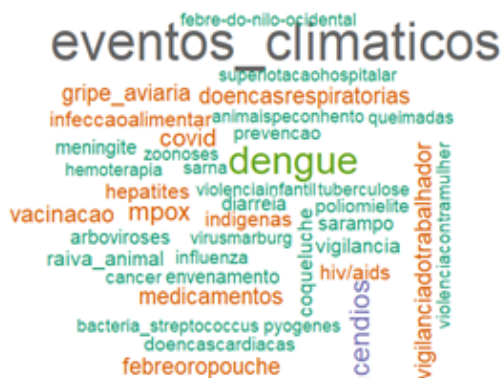 febre-do-nilo-ocidental
eventos_climaticos
superlotacaohospitalar
gripe_aviaria doencasrespiratorias
infeccaoalimentar animaispeconhento queimadas
covid prevencao
meningite zoonoses dengue
hemoterapia sarna
hepatites violenciainfantil tuberculose
diarreia poliomielite
vacinacao mpox indigenas sarampo
arboviroses virusmarburg vigilancia
raiva_animal influenza
cancer envenamento hiv/aids
medicamentos
coqueluche
cendios
vigilanciadotrabalhador
violenciacontramulher
bacteria_streptococcus pyogenes
doencascardiacas
febreoropouche